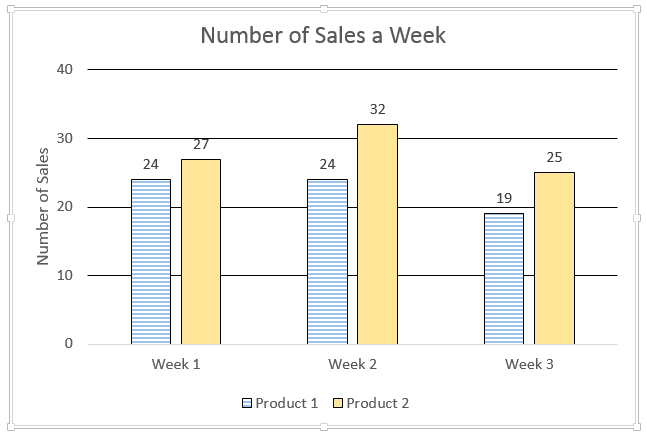 Number of Sales a Week
Number of Sales
40
30
20
10
0
24
27
24
32
19
25
Week 1
Week 2
Week 3
Product 1
Product 2